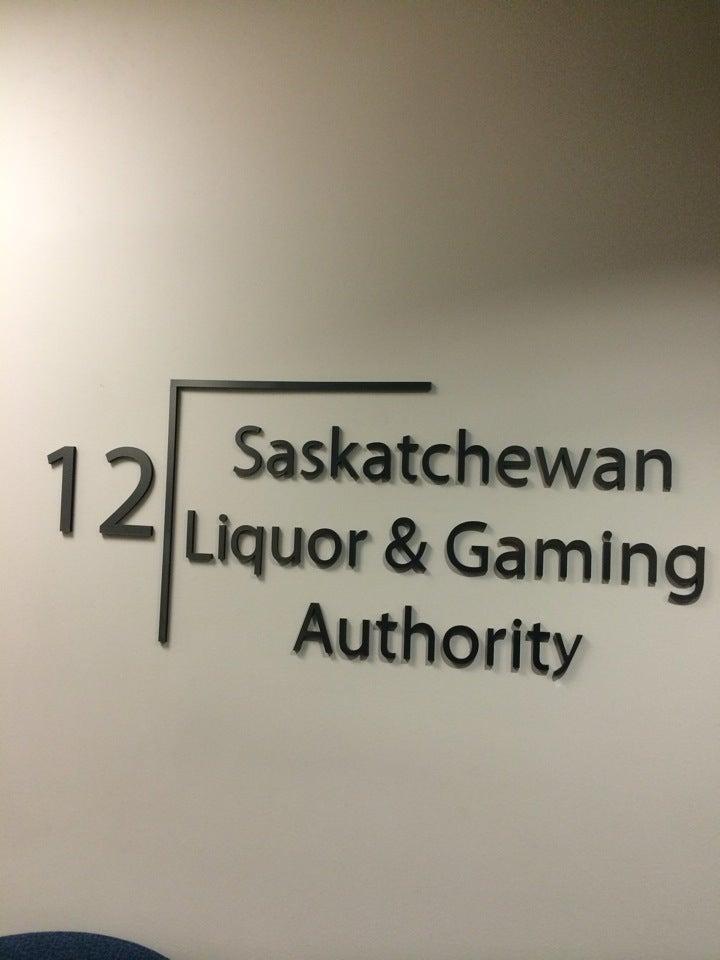 12
Saskatchewan
Liquor & Gaming
Authority